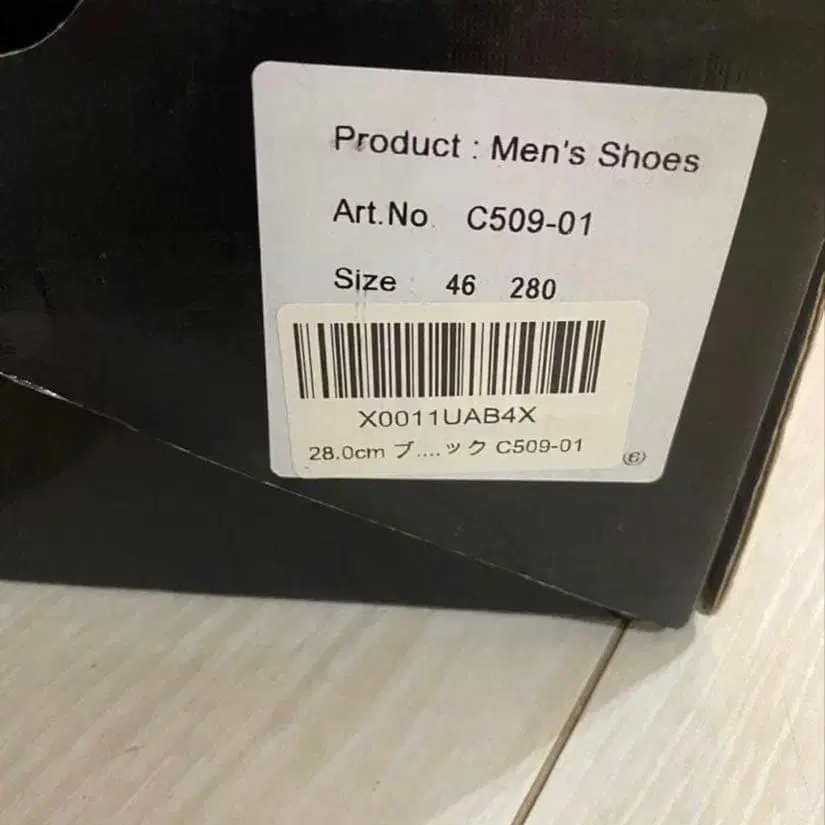 Product : Men's Shoes
Art.No. C509-01
Size : 46 280
X0011UAB4X
28.0cm ブ....ック C509-01
(6)